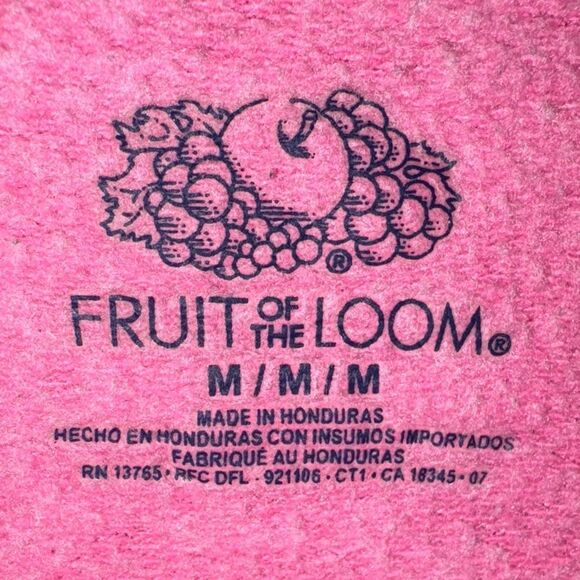 ®
FRUIT OF THE LOOM®
M / M / M
MADE IN HONDURAS
HECHO EN HONDURAS CON INSUMOS IMPORTADOS
FABRIQUÉ AU HONDURAS
RN 13765 • RFC DFL - 921106 • CT1 • CA 16345 • 07